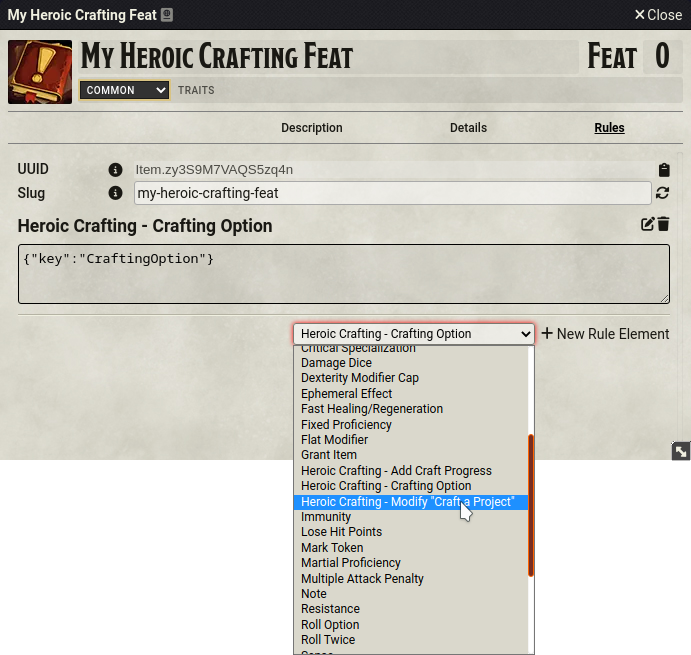 My Heroic Crafting Feat
Close
My Heroic Crafting Feat
Feat 0
COMMON
TRAITS
Description Details Rules
UUID Item.zy3S9M7VAQS5zq4n
Slug my-heroic-crafting-feat
Heroic Crafting - Crafting Option
{"key":"CraftingOption"}
Heroic Crafting - Crafting Option
New Rule Element
Critical Specialization
Damage Dice
Dexterity Modifier Cap
Ephemeral Effect
Fast Healing/Regeneration
Fixed Proficiency
Flat Modifier
Grant Item
Heroic Crafting - Add Craft Progress
Heroic Crafting - Crafting Option
Heroic Crafting - Modify "Craft a Project"
Immunity
Lose Hit Points
Mark Token
Martial Proficiency
Multiple Attack Penalty
Note
Resistance
Roll Option
Roll Twice